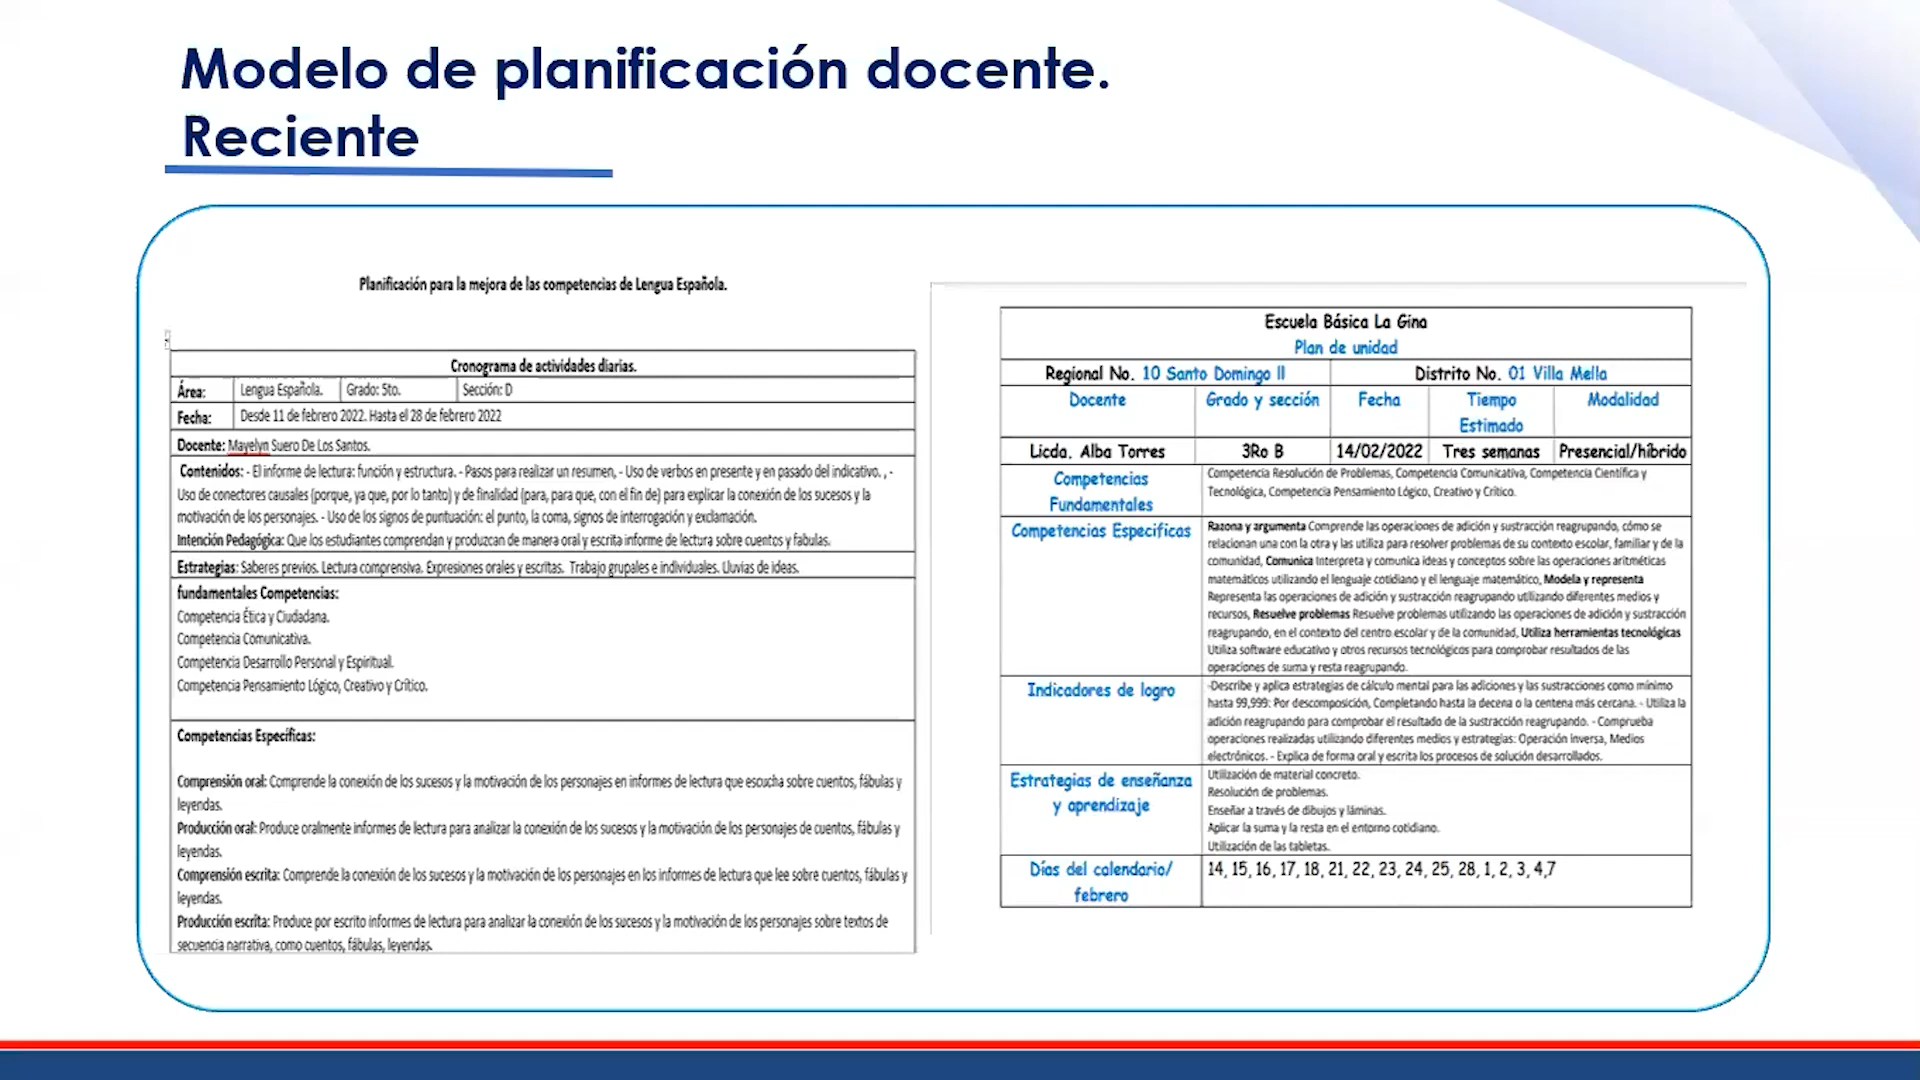 Modelo de planificación docente.
Reciente
Planificación para la mejora de las competencias de Lengua Española.
Cronograma de actividades diarias.
Área: Lengua Española. Grado: 5to. Sección: D
Fecha: Desde 11 de febrero 2022. Hasta el 28 de febrero 2022
Docente: Mayelyn Suero De Los Santos.
Contenidos: - El informe de lectura: función y estructura. - Pasos para realizar un resumen, - Uso de verbos en presente y en pasado del indicativo. , -
Uso de conectores causales (porque, ya que, por lo tanto) y de finalidad (para, para que, con el fin de) para explicar la conexión de los sucesos y la
motivación de los personajes. - Uso de los signos de puntuación: el punto, la coma, signos de interrogación y exclamación.
Intención Pedagógica: Que los estudiantes comprendan y produzcan de manera oral y escrita informe de lectura sobre cuentos y fabulas.
Estrategias: Saberes previos. Lectura comprensiva. Expresiones orales y escritas. Trabajo grupales e individuales. Lluvias de ideas.
fundamentales Competencias:
Competencia Ética y Ciudadana.
Competencia Comunicativa.
Competencia Desarrollo Personal y Espiritual.
Competencia Pensamiento Lógico, Creativo y Crítico.
Competencias Específicas:
Comprensión oral: Comprende la conexión de los sucesos y la motivación de los personajes en informes de lectura que escucha sobre cuentos, fábulas y
leyendas.
Producción oral: Produce oralmente informes de lectura para analizar la conexión de los sucesos y la motivación de los personajes de cuentos, fábulas y
leyendas.
Comprensión escrita: Comprende la conexión de los sucesos y la motivación de los personajes en los informes de lectura que lee sobre cuentos, fábulas y
leyendas.
Producción escrita: Produce por escrito informes de lectura para analizar la conexión de los sucesos y la motivación de los personajes sobre textos de
secuencia narrativa, como cuentos, fábulas, leyendas.
Escuela Básica La Gina
Plan de unidad
Regional No. 10 Santo Domingo II Distrito No. 01 Villa Mella
Docente Grado y sección Fecha Tiempo Estimado Modalidad
Licda. Alba Torres 3Ro B 14/02/2022 Tres semanas Presencial/híbrido
Competencias Fundamentales
Competencia Resolución de Problemas, Competencia Comunicativa, Competencia Científica y
Tecnológica, Competencia Pensamiento Lógico, Creativo y Crítico.
Competencias Específicas
Razona y argumenta Comprende las operaciones de adición y sustracción reagrupando, cómo se
relacionan una con la otra y las utiliza para resolver problemas de su contexto escolar, familiar y de la
comunidad, Comunica Interpreta y comunica ideas y conceptos sobre las operaciones aritméticas
matemáticos utilizando el lenguaje cotidiano y el lenguaje matemático, Modela y representa
Representa las operaciones de adición y sustracción reagrupando utilizando diferentes medios y
recursos, Resuelve problemas Resuelve problemas utilizando las operaciones de adición y sustracción
reagrupando, en el contexto del centro escolar y de la comunidad, Utiliza herramientas tecnológicas
Utiliza software educativo y otros recursos tecnológicos para comprobar resultados de las
operaciones de suma y resta reagrupando.
Indicadores de logro
-Describe y aplica estrategias de cálculo mental para las adiciones y las sustracciones como mínimo
hasta 99,999: Por descomposición, Completando hasta la decena o la centena más cercana. - Utiliza la
adición reagrupando para comprobar el resultado de la sustracción reagrupando. - Comprueba
operaciones realizadas utilizando diferentes medios y estrategias: Operación inversa, Medios
electrónicos. - Explica de forma oral y escrita los procesos de solución desarrollados.
Estrategias de enseñanza
y aprendizaje
Utilización de material concreto.
Resolución de problemas.
Enseñar a través de dibujos y láminas.
Aplicar la suma y la resta en el entorno cotidiano.
Utilización de las tabletas.
Días del calendario/
febrero
14, 15, 16, 17, 18, 21, 22, 23, 24, 25, 28, 1, 2, 3, 4,7